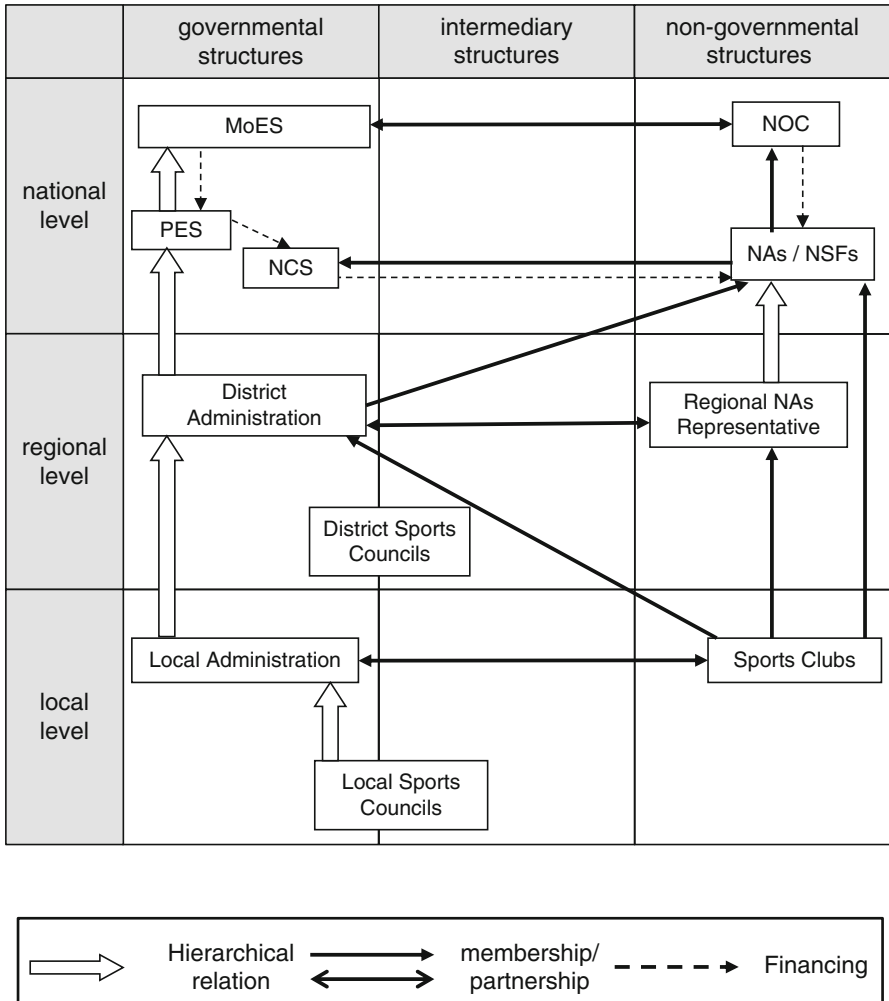 governmental
structures
intermediary
structures
non-governmental
structures
national
level
MoES
NOC
PES
NCS
NAs / NSFs
regional
level
District
Administration
Regional NAs
Representative
District Sports
Councils
local
level
Local Administration
Sports Clubs
Local Sports
Councils
Hierarchical
relation
membership/
partnership
Financing